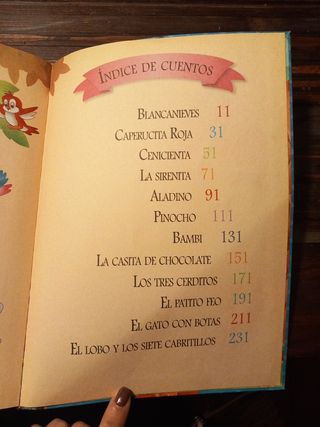 ÍNDICE DE CUENTOS
BLANCANIEVES 11
CAPERUCITA ROJA 31
CENICIENTA 51
LA SIRENITA 71
ALADINO 91
PINOCHO 111
BAMBI 131
LA CASITA DE CHOCOLATE 151
LOS TRES CERDITOS 171
EL PATITO FEO 191
EL GATO CON BOTAS 211
EL LOBO Y LOS SIETE CABRITILLOS 231